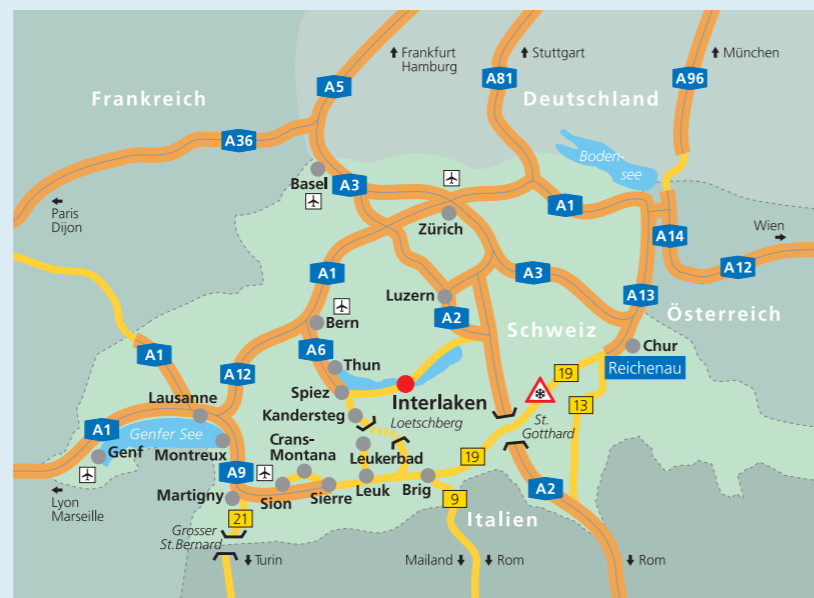 Frankfurt
Hamburg
Stuttgart
München
A5
A81
A96
Frankreich
Deutschland
A36
Boden-
see
Basel
A3
A1
Paris
Dijon
Zürich
A14
Wien
A12
A1
A3
Luzern
A13
Österreich
Bern
A2
Schweiz
A6
A1
A12
Thun
Chur
19
Reichenau
Spiez
Interlaken
Lausanne
Kandersteg
Loetschberg
St.
Gotthard
13
A1
Genfer See
Crans-
Montana
Leukerbad
Genf
Montreux
19
A9
Martigny
Sion
Sierre
Leuk
Brig
A2
Lyon
Marseille
21
9
Italien
Grosser
St.Bernard
Turin
Mailand
Rom
Rom